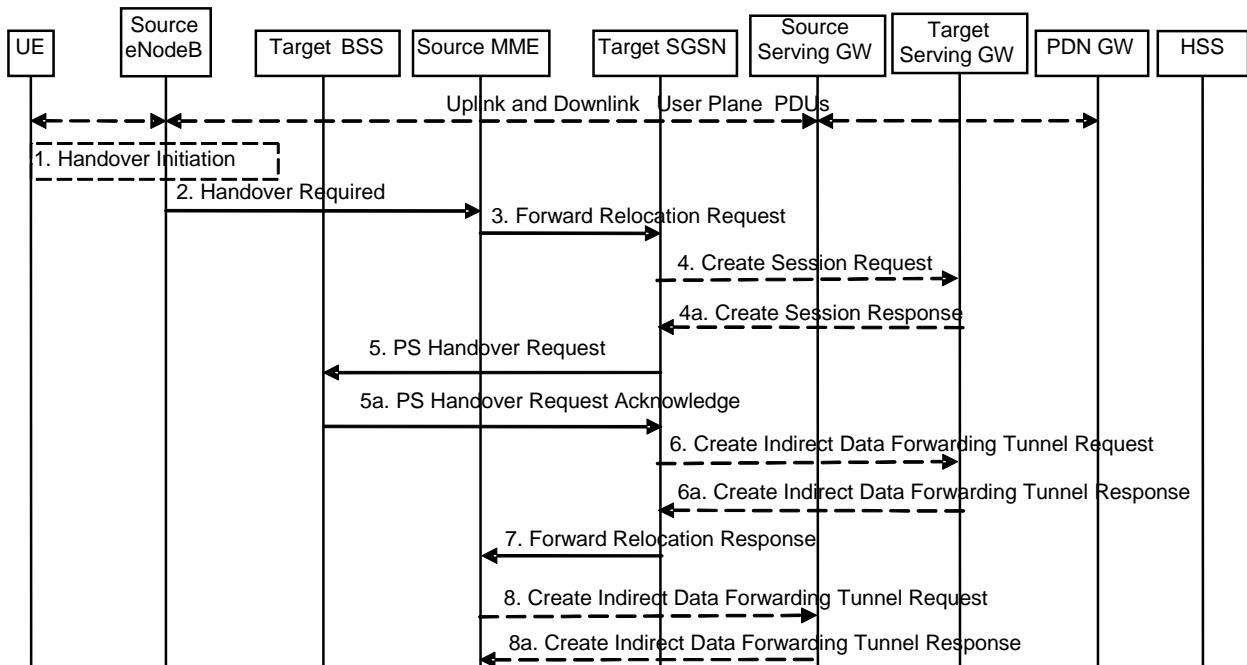 UE
Source
eNodeB
Target BSS
Source MME
Target SGSN
Source
Serving GW
Target
Serving GW
PDN GW
HSS
Uplink and Downlink User Plane PDUs
1. Handover Initiation
2. Handover Required
3. Forward Relocation Request
4. Create Session Request
4a. Create Session Response
5. PS Handover Request
5a. PS Handover Request Acknowledge
6. Create Indirect Data Forwarding Tunnel Request
6a. Create Indirect Data Forwarding Tunnel Response
7. Forward Relocation Response
8. Create Indirect Data Forwarding Tunnel Request
8a. Create Indirect Data Forwarding Tunnel Response